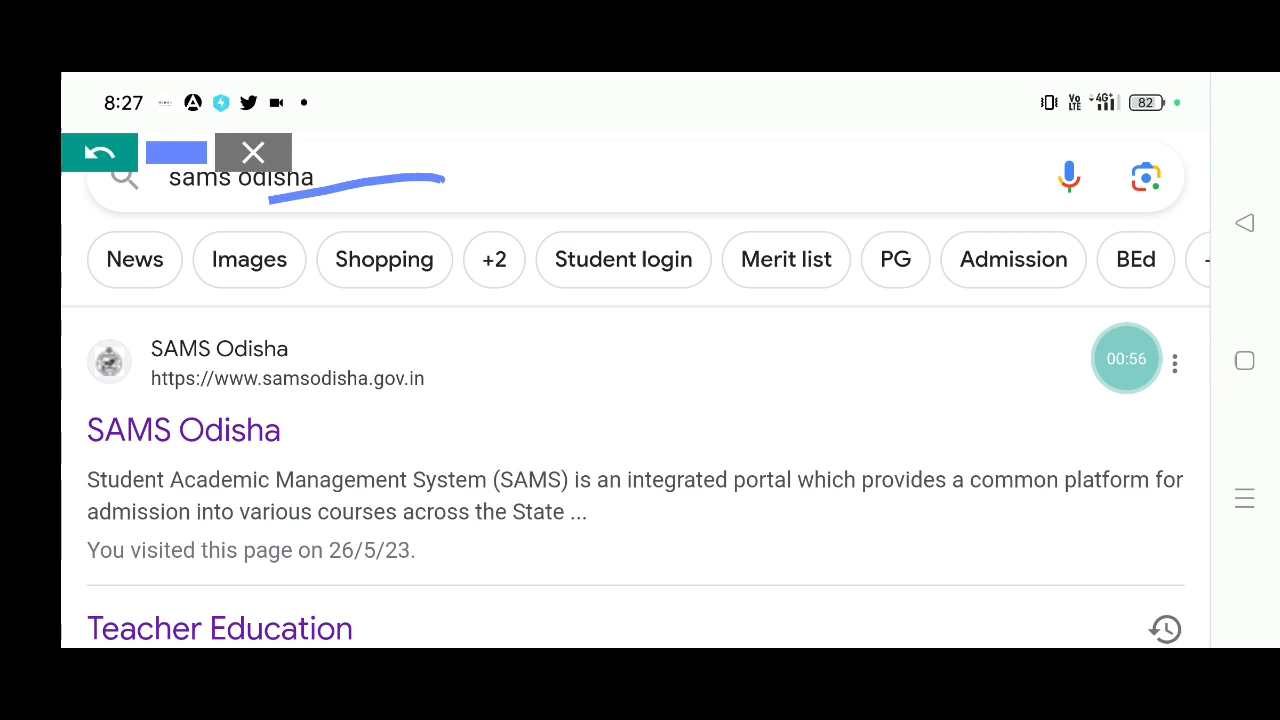 8:27 Vo LTE 4G+ 82
sams odisha
News Images Shopping +2 Student login Merit list PG Admission BEd
SAMS Odisha
https://www.samsodisha.gov.in
00:56
SAMS Odisha
Student Academic Management System (SAMS) is an integrated portal which provides a common platform for
admission into various courses across the State ...
You visited this page on 26/5/23.
Teacher Education